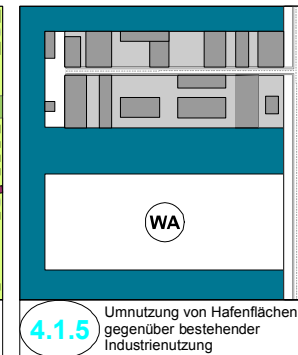 WA
4.1.5
Umnutzung von Hafenflächen
gegenüber bestehender
Industrienutzung